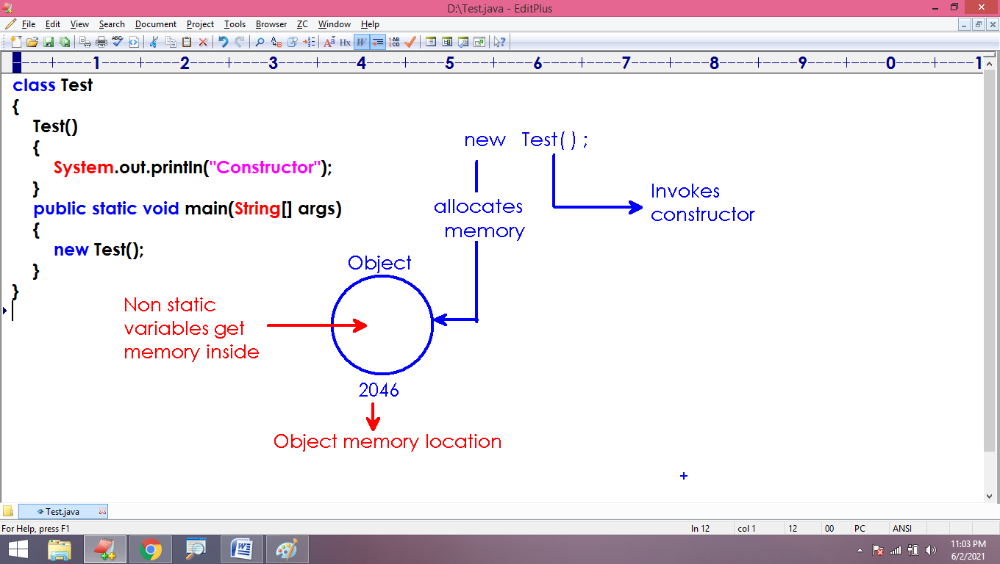 D:\Test.java - EditPlus
File Edit View Search Document Project Tools Browser ZC Window Help
----+----1----+----2----+----3----+----4----+----5----+----6----+----7----+----8----+----9----+----0----+----1
class Test
{
Test()
{
System.out.println("Constructor");
}
public static void main(String[] args)
{
new Test();
}
}
new Test( ) ;
allocates
memory
Invokes
constructor
Object
Non static
variables get
memory inside
2046
Object memory location
Test.java
For Help, press F1
ln 12 col 1 12 00 PC ANSI
11:03 PM
6/2/2021